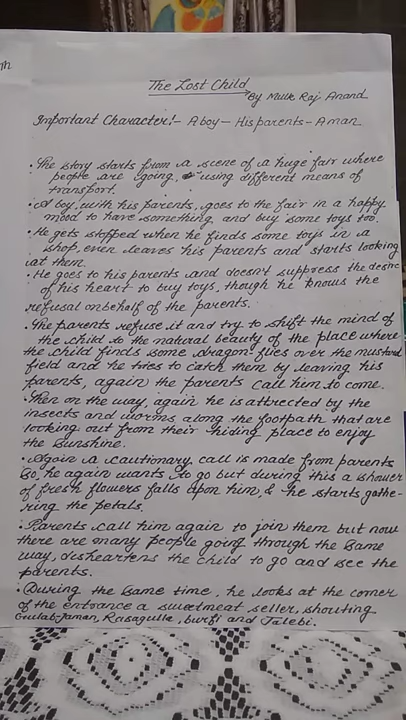 The Lost Child
By Mulk Raj Anand
Important Character:- A boy - His parents - A man
• The story starts from a scene of a huge fair where
people are going, using different means of
transport.
• A boy, with his parents, goes to the fair in a happy
mood to have something, and buy some toys too.
• He gets stopped when he finds some toys in a
shop, even leaves his parents and starts looking
at them.
• He goes to his parents and doesn't suppress the desire
of his heart to buy toys, though he knows the
refusal onbehalf of the parents.
• The parents refuse it and try to shift the mind of
the child to the natural beauty of the place where
the child finds some dragon-flies over the mustard
field and he tries to catch them by leaving his
parents, again the parents call him to come.
• Then on the way, again he is attrected by the
insects and worms, along the footpath that are
looking out from their hiding place to enjoy
the Sunshine.
• Again a cautionary call is made from parents
So, he again wants to go but during this a shower
of fresh flowers falls upon him, & he starts gathe-
ring the petals.
• Parents call him again to join them but now
there are many people going through the same
way, disheartens the child to go and see the
parents.
• During the same time, he looks at the corner
of the entrance a sweetmeat seller, shouting
Gulab-Jaman, Rasagulla, burfi and Jalebi.